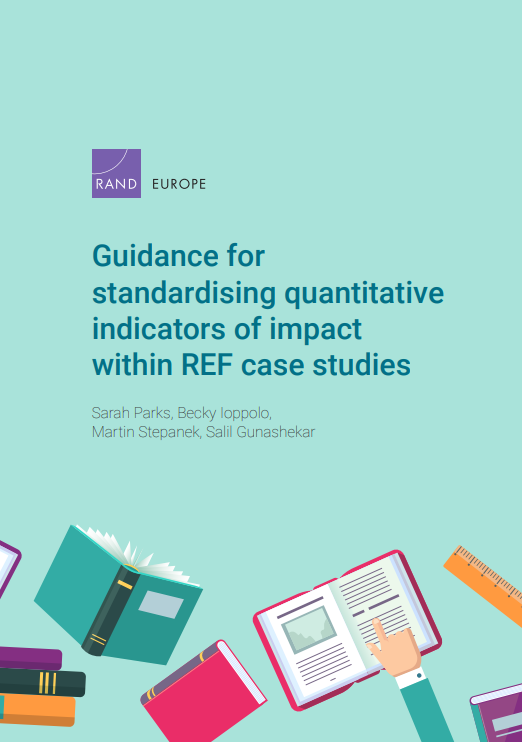 RAND EUROPE
Guidance for
standardising quantitative
indicators of impact
within REF case studies
Sarah Parks, Becky Ioppolo,
Martin Stepanek, Salil Gunashekar